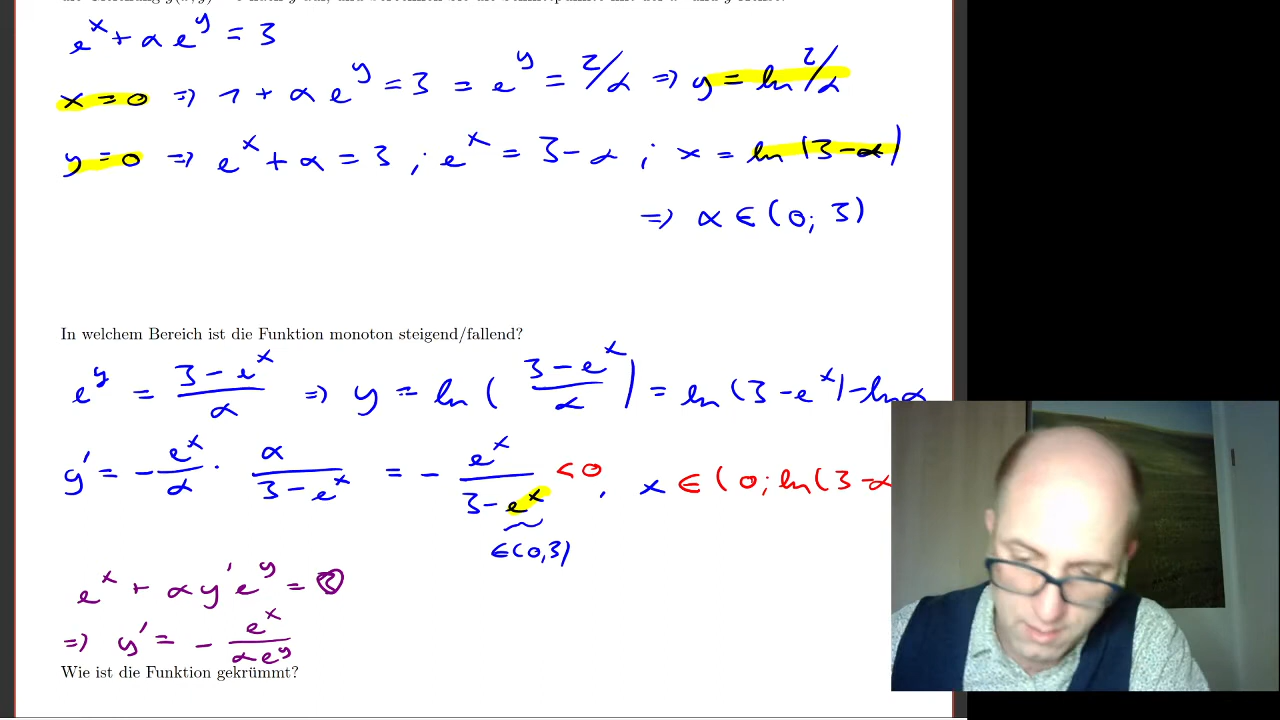 e^x + α e^y = 3
x = 0 ⇒ 1 + α e^y = 3 = e^y = 2/α ⇒ y = ln 2/α
y = 0 ⇒ e^x + α = 3 ; e^x = 3 - α ; x = ln (3 - α)
⇒ α ∈ (0; 3)
In welchem Bereich ist die Funktion monoton steigend/fallend?
e^y = (3 - e^x)/α ⇒ y = ln ( (3 - e^x)/α ) = ln (3 - e^x) - ln α
y' = - e^x/α · α/(3 - e^x) = - e^x/(3 - e^x) < 0, x ∈ (0; ln (3 - α
∈ (0, 3)
e^x + α y' e^y = 0
⇒ y' = - e^x/(α e^y)
Wie ist die Funktion gekrümmt?